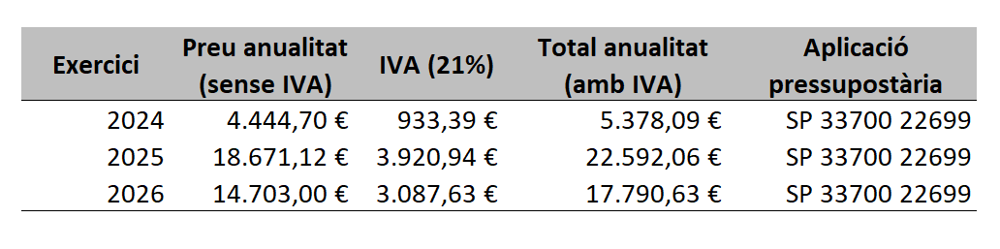 Exercici Preu anualitat (sense IVA) IVA (21%) Total anualitat (amb IVA) Aplicació pressupostària
2024 4.444,70 € 933,39 € 5.378,09 € SP 33700 22699
2025 18.671,12 € 3.920,94 € 22.592,06 € SP 33700 22699
2026 14.703,00 € 3.087,63 € 17.790,63 € SP 33700 22699